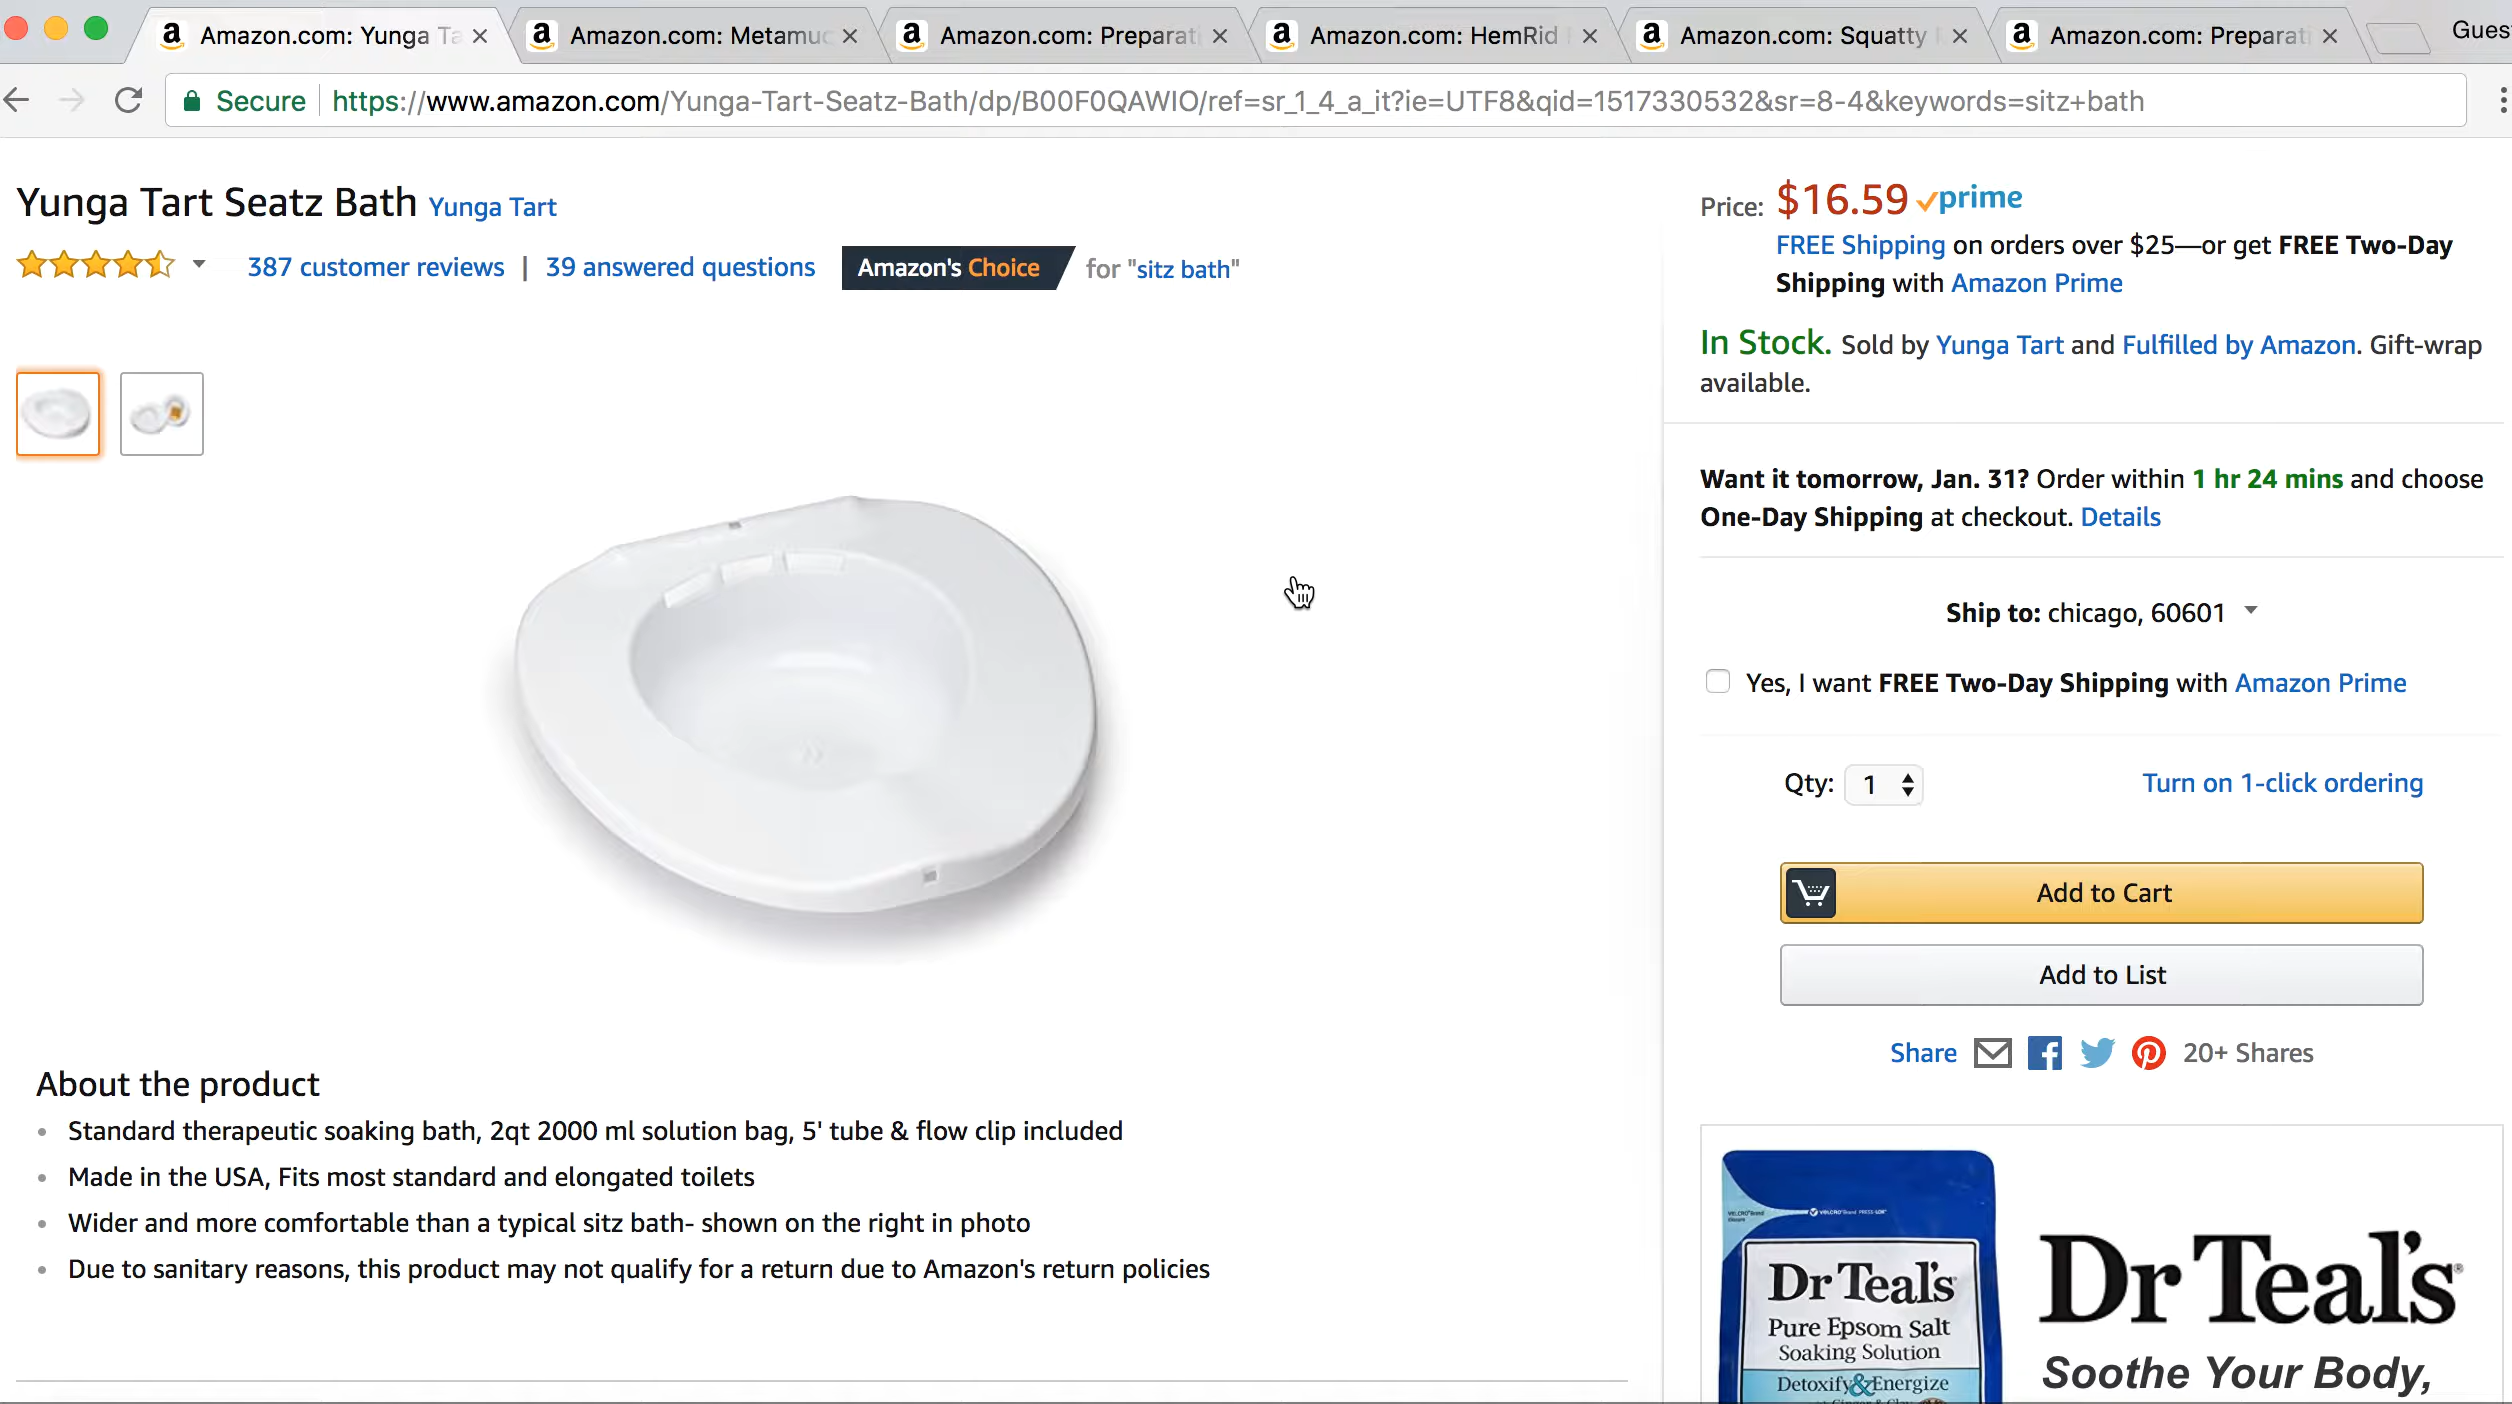 Amazon.com: Yunga Ta
Amazon.com: Metamuc
Amazon.com: Preparati
Amazon.com: HemRid
Amazon.com: Squatty
Amazon.com: Preparati
Gues
Secure
https://www.amazon.com/Yunga-Tart-Seatz-Bath/dp/B00F0QAWIO/ref=sr_1_4_a_it?ie=UTF8&qid=1517330532&sr=8-4&keywords=sitz+bath
Yunga Tart Seatz Bath Yunga Tart
387 customer reviews | 39 answered questions Amazon's Choice for "sitz bath"
Price: $16.59 prime
FREE Shipping on orders over $25—or get FREE Two-Day
Shipping with Amazon Prime
In Stock. Sold by Yunga Tart and Fulfilled by Amazon. Gift-wrap
available.
Want it tomorrow, Jan. 31? Order within 1 hr 24 mins and choose
One-Day Shipping at checkout. Details
Ship to: chicago, 60601
Yes, I want FREE Two-Day Shipping with Amazon Prime
Qty: 1 Turn on 1-click ordering
Add to Cart
Add to List
Share 20+ Shares
About the product
Standard therapeutic soaking bath, 2qt 2000 ml solution bag, 5' tube & flow clip included
Made in the USA, Fits most standard and elongated toilets
Wider and more comfortable than a typical sitz bath- shown on the right in photo
Due to sanitary reasons, this product may not qualify for a return due to Amazon's return policies
Dr Teal's
Pure Epsom Salt
Soaking Solution
Detoxify & Energize
Dr Teal's
Soothe Your Body,